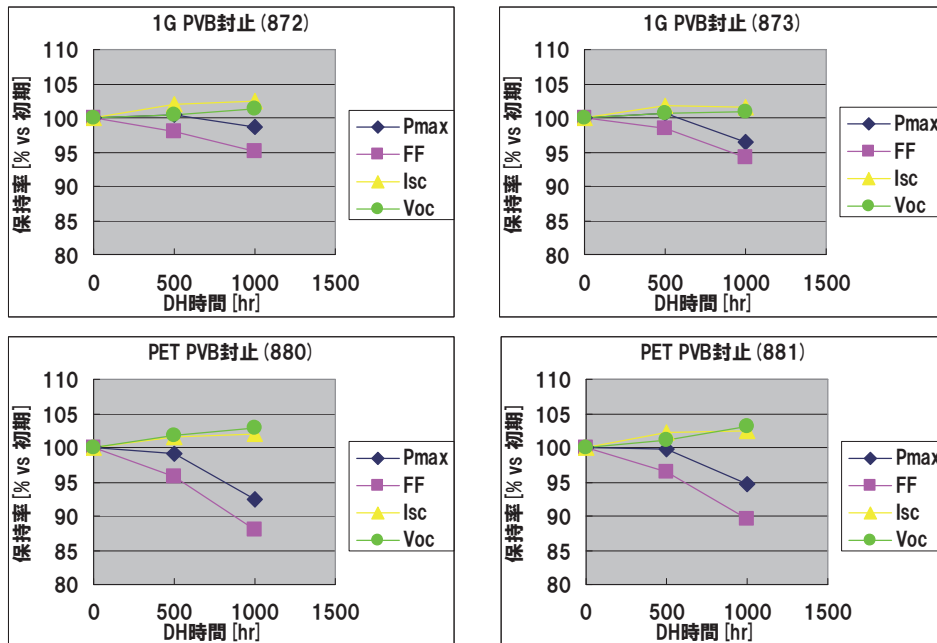 1G PVB封止(872)
110
105
100
95
90
85
80
保持率[% vs 初期]
0 500 1000 1500
DH時間[hr]
Pmax
FF
Isc
Voc
1G PVB封止(873)
110
105
100
95
90
85
80
保持率[% vs 初期]
0 500 1000 1500
DH時間[hr]
Pmax
FF
Isc
Voc
PET PVB封止(880)
110
105
100
95
90
85
80
保持率[% vs 初期]
0 500 1000 1500
DH時間[hr]
Pmax
FF
Isc
Voc
PET PVB封止(881)
110
105
100
95
90
85
80
保持率[% vs 初期]
0 500 1000 1500
DH時間[hr]
Pmax
FF
Isc
Voc